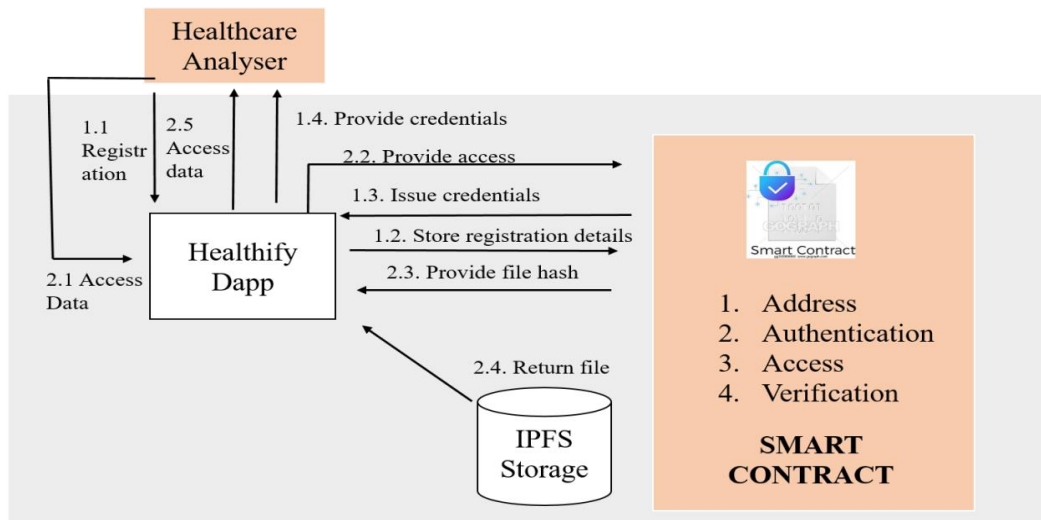 Healthcare
Analyser
1.1
Registr
ation
2.5
Access
data
1.4. Provide credentials
2.2. Provide access
1.3. Issue credentials
1.2. Store registration details
2.3. Provide file hash
Healthify
Dapp
2.1 Access
Data
2.4. Return file
IPFS
Storage
GOGRAPH
Smart Contract
1. Address
2. Authentication
3. Access
4. Verification
SMART
CONTRACT